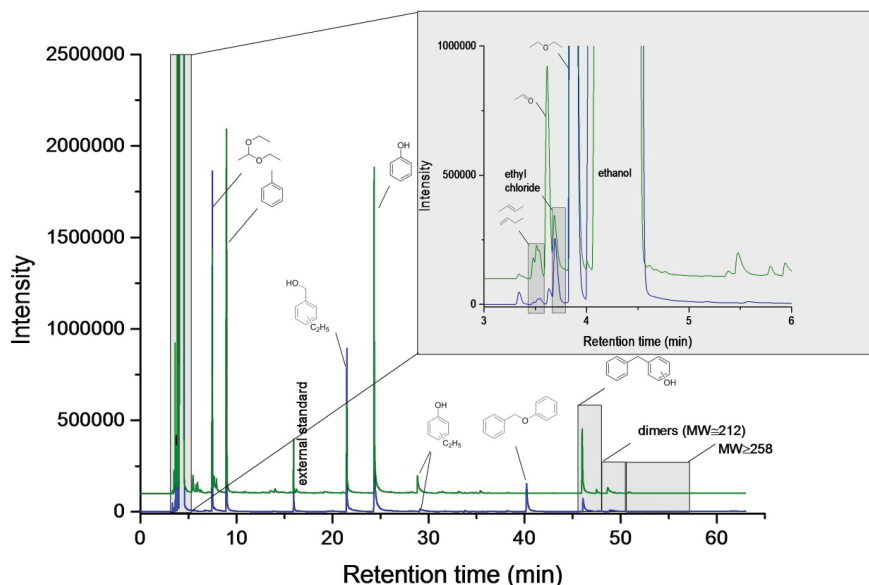 2500000
2000000
1500000
1000000
500000
0
Intensity
0
10
20
30
40
50
60
Retention time (min)
O
O
OH
HO
C₂H₅
external standard
OH
C₂H₅
O
OH
dimers (MW≅212)
MW≥258
1000000
500000
0
Intensity
3
4
5
6
Retention time (min)
O
O
ethyl
chloride
ethanol